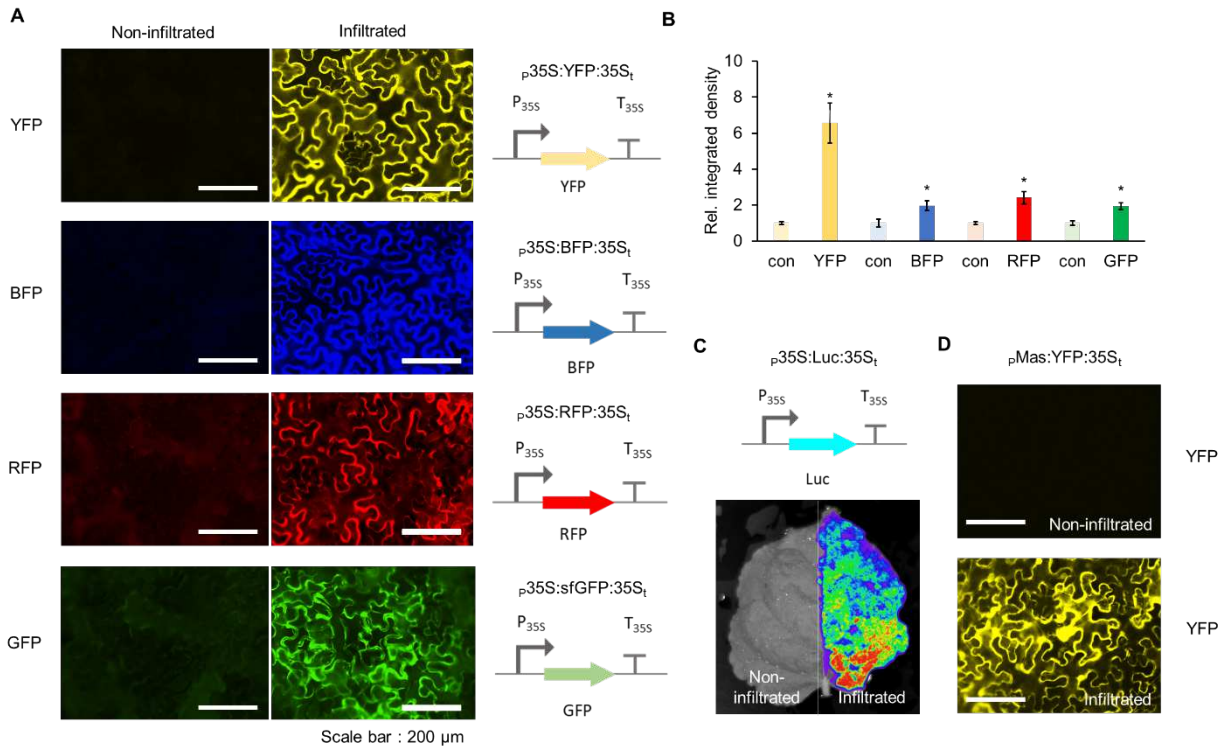 A
Non-infiltrated
Infiltrated
YFP
ₚ35S:YFP:35Sₜ
P₃₅S
T₃₅S
YFP
BFP
ₚ35S:BFP:35Sₜ
P₃₅S
T₃₅S
BFP
RFP
ₚ35S:RFP:35Sₜ
P₃₅S
T₃₅S
RFP
GFP
ₚ35S:sfGFP:35Sₜ
P₃₅S
T₃₅S
GFP
Scale bar : 200 µm
B
Rel. integrated density
10
8
6
4
2
0
*
*
*
*
con YFP con BFP con RFP con GFP
C
ₚ35S:Luc:35Sₜ
P₃₅S
T₃₅S
Luc
Non-
infiltrated
Infiltrated
D
ₚMas:YFP:35Sₜ
YFP
Non-infiltrated
YFP
Infiltrated